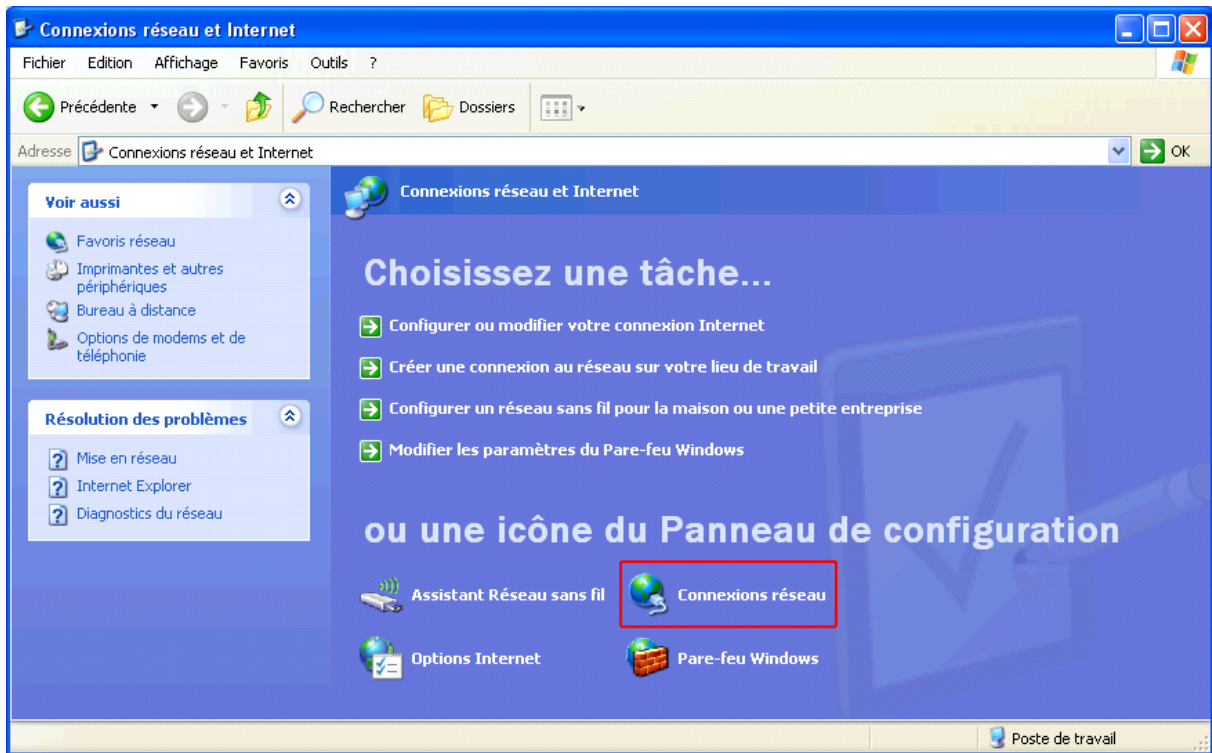 Connexions réseau et Internet
Fichier Edition Affichage Favoris Outils ?
Précédente Rechercher Dossiers
Adresse Connexions réseau et Internet OK
Voir aussi
Favoris réseau
Imprimantes et autres
périphériques
Bureau à distance
Options de modems et de
téléphonie
Résolution des problèmes
Mise en réseau
Internet Explorer
Diagnostics du réseau
Connexions réseau et Internet
Choisissez une tâche...
Configurer ou modifier votre connexion Internet
Créer une connexion au réseau sur votre lieu de travail
Configurer un réseau sans fil pour la maison ou une petite entreprise
Modifier les paramètres du Pare-feu Windows
ou une icône du Panneau de configuration
Assistant Réseau sans fil Connexions réseau
Options Internet Pare-feu Windows
Poste de travail